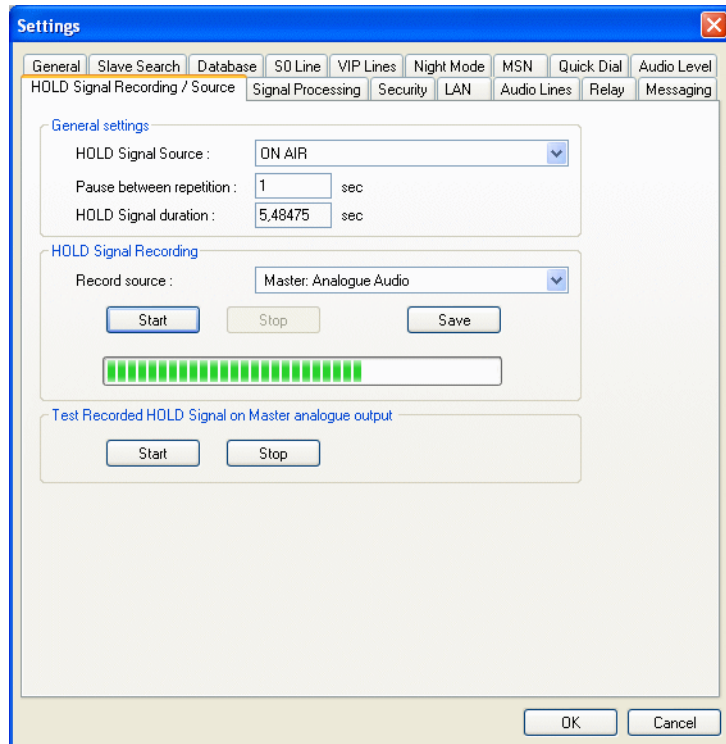 Settings
General Slave Search Database S0 Line VIP Lines Night Mode MSN Quick Dial Audio Level
HOLD Signal Recording / Source Signal Processing Security LAN Audio Lines Relay Messaging
General settings
HOLD Signal Source : ON AIR
Pause between repetition : 1 sec
HOLD Signal duration : 5,48475 sec
HOLD Signal Recording
Record source : Master: Analogue Audio
Start Stop Save
Test Recorded HOLD Signal on Master analogue output
Start Stop
OK Cancel